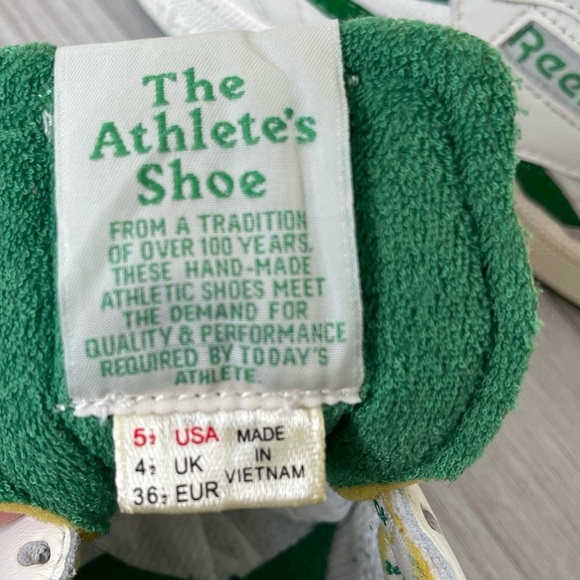 Ree
The
Athlete's
Shoe
FROM A TRADITION
OF OVER 100 YEARS.
THESE HAND-MADE
ATHLETIC SHOES MEET
THE DEMAND FOR
QUALITY & PERFORMANCE
REQUIRED BY TODAY'S
ATHLETE.
5½ USA
4½ UK
36½ EUR
MADE
IN
VIETNAM